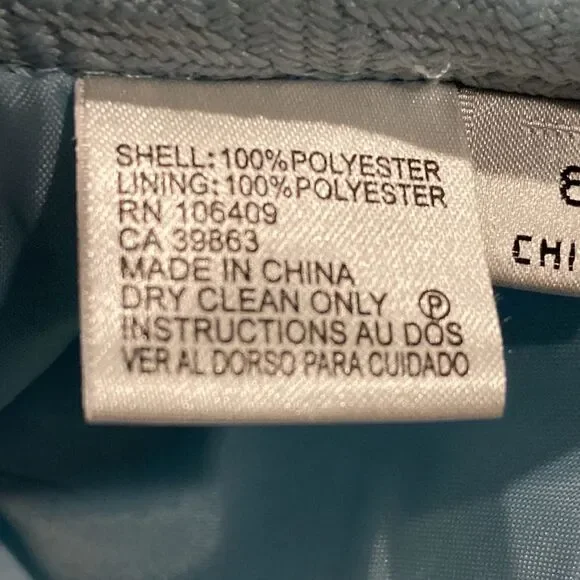 SHELL: 100%POLYESTER
LINING: 100%POLYESTER
RN 106409
CA 39863
MADE IN CHINA
DRY CLEAN ONLY Ⓟ
INSTRUCTIONS AU DOS
VER AL DORSO PARA CUIDADO